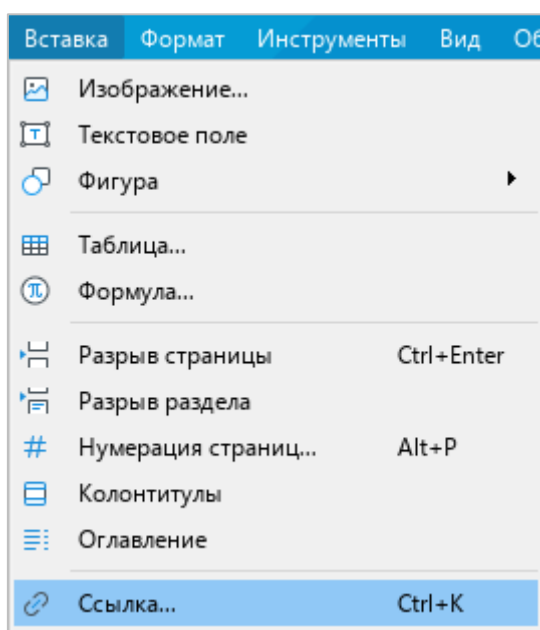 Вставка Формат Инструменты Вид Об
Изображение...
Текстовое поле
Фигура
Таблица...
Формула...
Разрыв страницы Ctrl+Enter
Разрыв раздела
Нумерация страниц... Alt+P
Колонтитулы
Оглавление
Ссылка... Ctrl+K